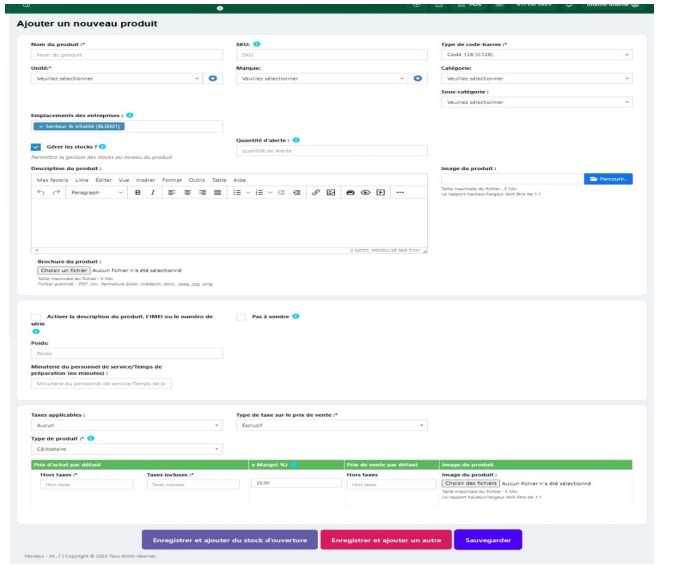 POS
Ajouter un nouveau produit
Nom du produit :*
SKU:
Type de code-barres :*
Nom du produit
SKU
Code 128 (C128)
Unité:*
Marque:
Catégorie:
Veuillez sélectionner
Veuillez sélectionner
Veuillez sélectionner
Sous-catégorie :
Veuillez sélectionner
Emplacements des entreprises :
× Senteur & Vitalité (BL0001)
Gérer les stocks ?
Quantité d'alerte :
quantité de Alerte
Permettre la gestion des stocks au niveau du produit
Description du produit :
Image du produit :
Mes favoris Lime Éditer Vue Insérer Format Outils Table Aide
Parcourir..
Paragraph B I
Taille maximale du fichier : 5 Mo
Le rapport hauteur/largeur doit être de 1:1
P
0 MOTS PRODUISÉ PAR TINY
Brochure du produit :
Choisir un fichier Aucun fichier n'a été sélectionné
Taille maximale du fichier : 5 Mo
Fichier autorisé : .PDF .csv, .fermeture éclair .médecin .docx, .jpeg .jpg, .png
Activer la description du produit, l'IMEI ou le numéro de
série
Pas à vendre
Poids:
Poids
Minuterie du personnel de service/Temps de
préparation (en minutes) :
Minuterie du personnel de service/Temps de p
Taxes applicables :
Type de taxe sur le prix de vente :*
Aucun
Exclusif
Type de produit :*
Célibataire
Prix d'achat par défaut
x Marge( %)
Prix de vente par défaut
Image du produit
Hors taxes :*
Taxes incluses :*
Hors taxes
Image du produit :
Hors taxes
Taxes incluses
25.00
Hors taxes
Choisir des fichiers Aucun fichier n'a été sélectionné
Taille maximale du fichier : 5 Mo
Le rapport hauteur/largeur doit être de 1:1
Enregistrer et ajouter du stock d'ouverture
Enregistrer et ajouter un autre
Sauvegarder
Copyright © 2023 Tous droits réservés.